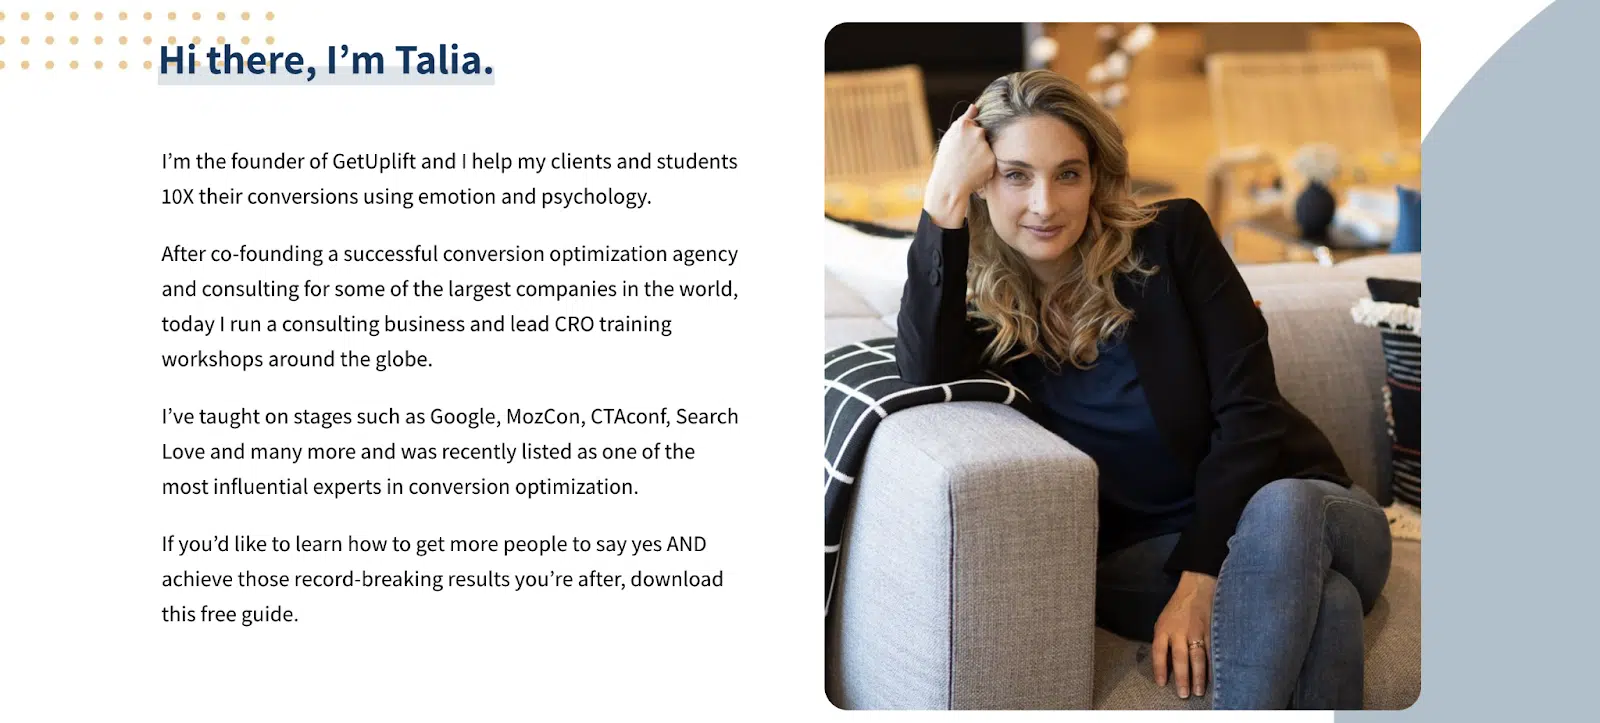 Hi there, I’m Talia.
I’m the founder of GetUplift and I help my clients and students
10X their conversions using emotion and psychology.
After co-founding a successful conversion optimization agency
and consulting for some of the largest companies in the world,
today I run a consulting business and lead CRO training
workshops around the globe.
I’ve taught on stages such as Google, MozCon, CTAconf, Search
Love and many more and was recently listed as one of the
most influential experts in conversion optimization.
If you’d like to learn how to get more people to say yes AND
achieve those record-breaking results you’re after, download
this free guide.